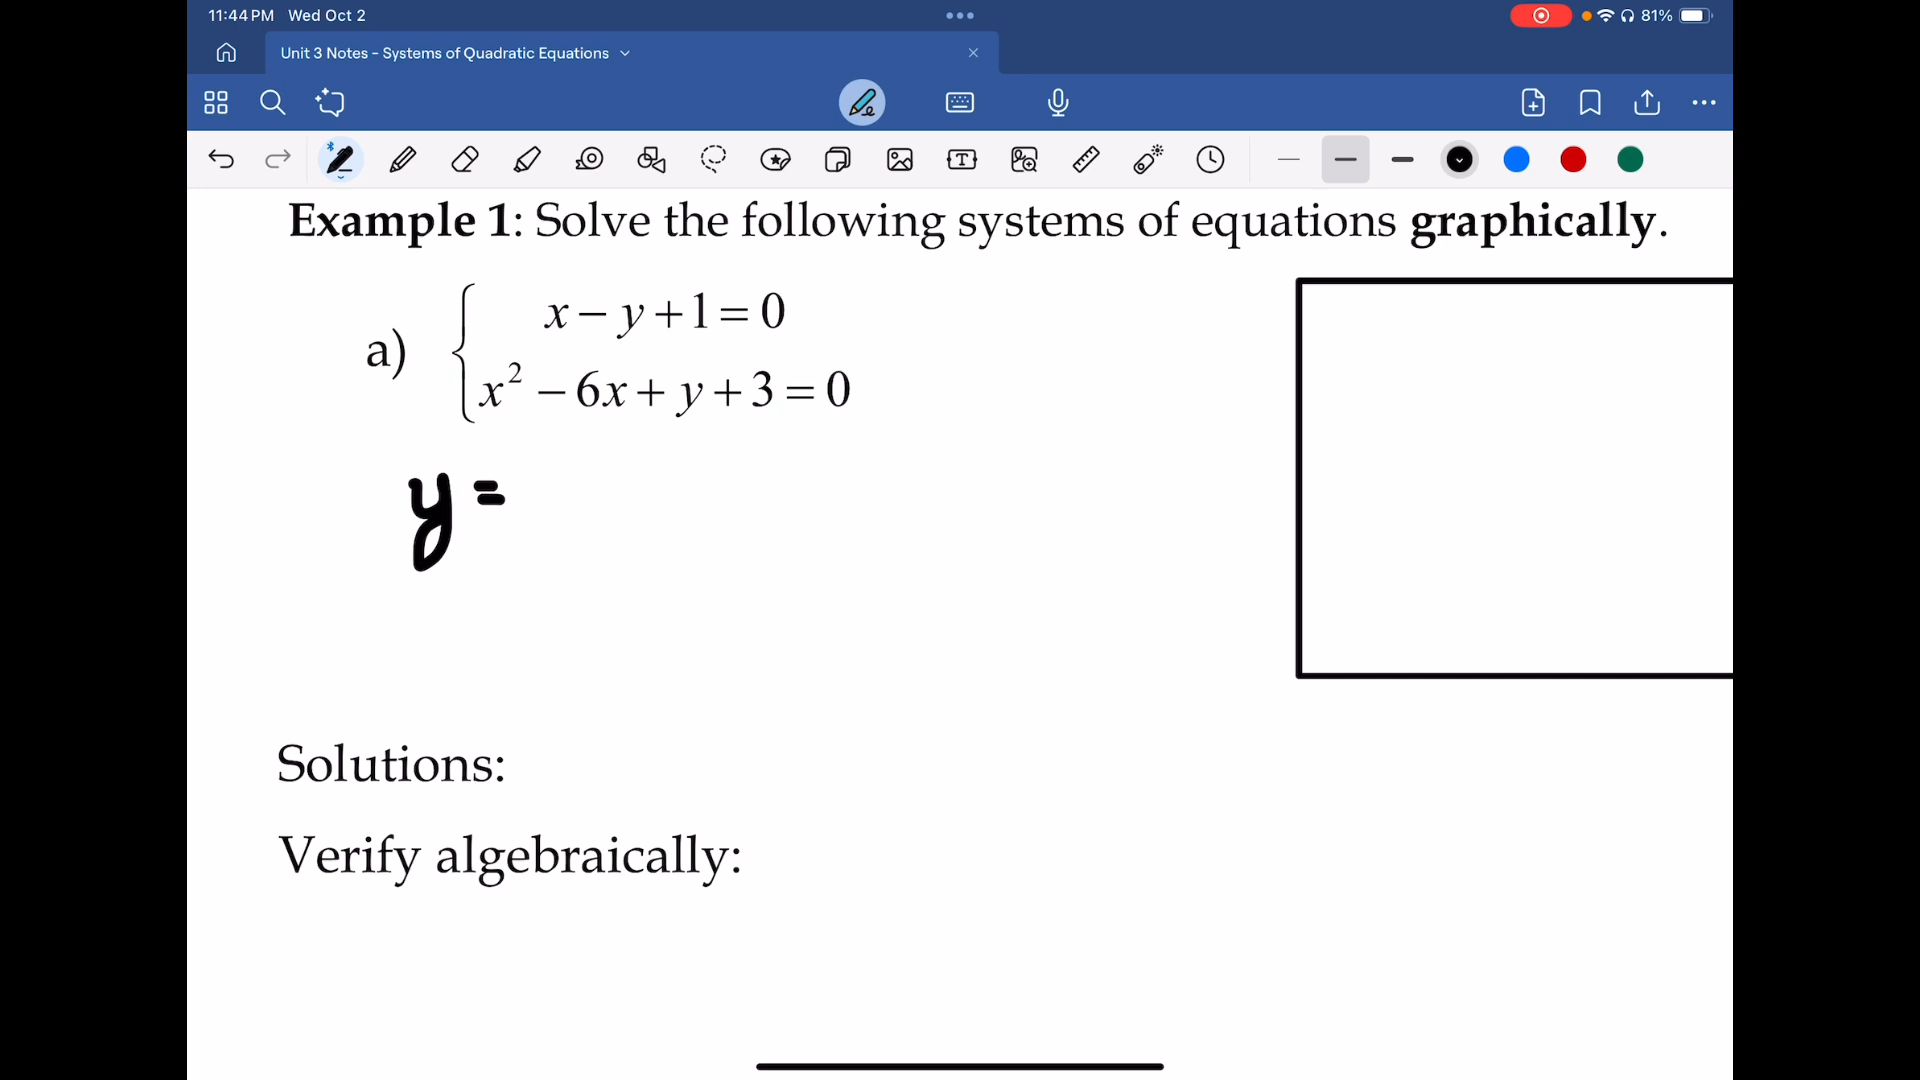 11:44 PM Wed Oct 2
81%
Unit 3 Notes - Systems of Quadratic Equations
Example 1: Solve the following systems of equations graphically.
a) { x − y + 1 = 0
x² − 6x + y + 3 = 0
y =
Solutions:
Verify algebraically: